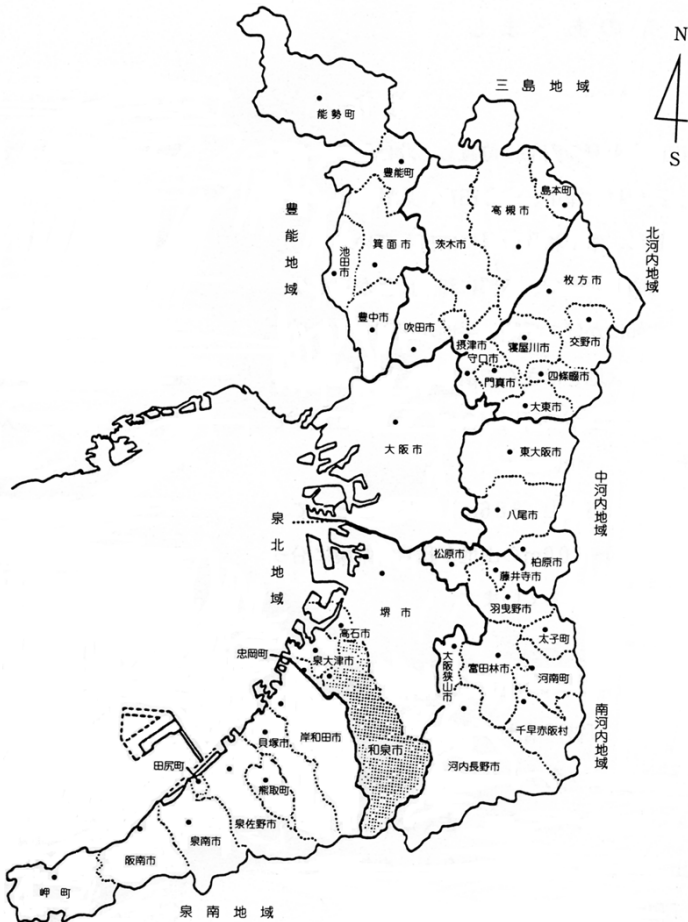 N
S
三島地域
能勢町
豊能町
島本町
高槻市
豊能地域
箕面市
茨木市
池田市
北河内地域
枚方市
豊中市
吹田市
摂津市
寝屋川市
交野市
守口市
門真市
四條畷市
大東市
大阪市
東大阪市
中河内地域
八尾市
泉北地域
松原市
柏原市
藤井寺市
堺市
羽曳野市
高石市
太子町
忠岡町
泉大津市
大阪狭山市
富田林市
河南町
南河内地域
千早赤阪村
和泉市
岸和田市
貝塚市
河内長野市
田尻町
熊取町
泉佐野市
泉南市
阪南市
岬町
泉南地域